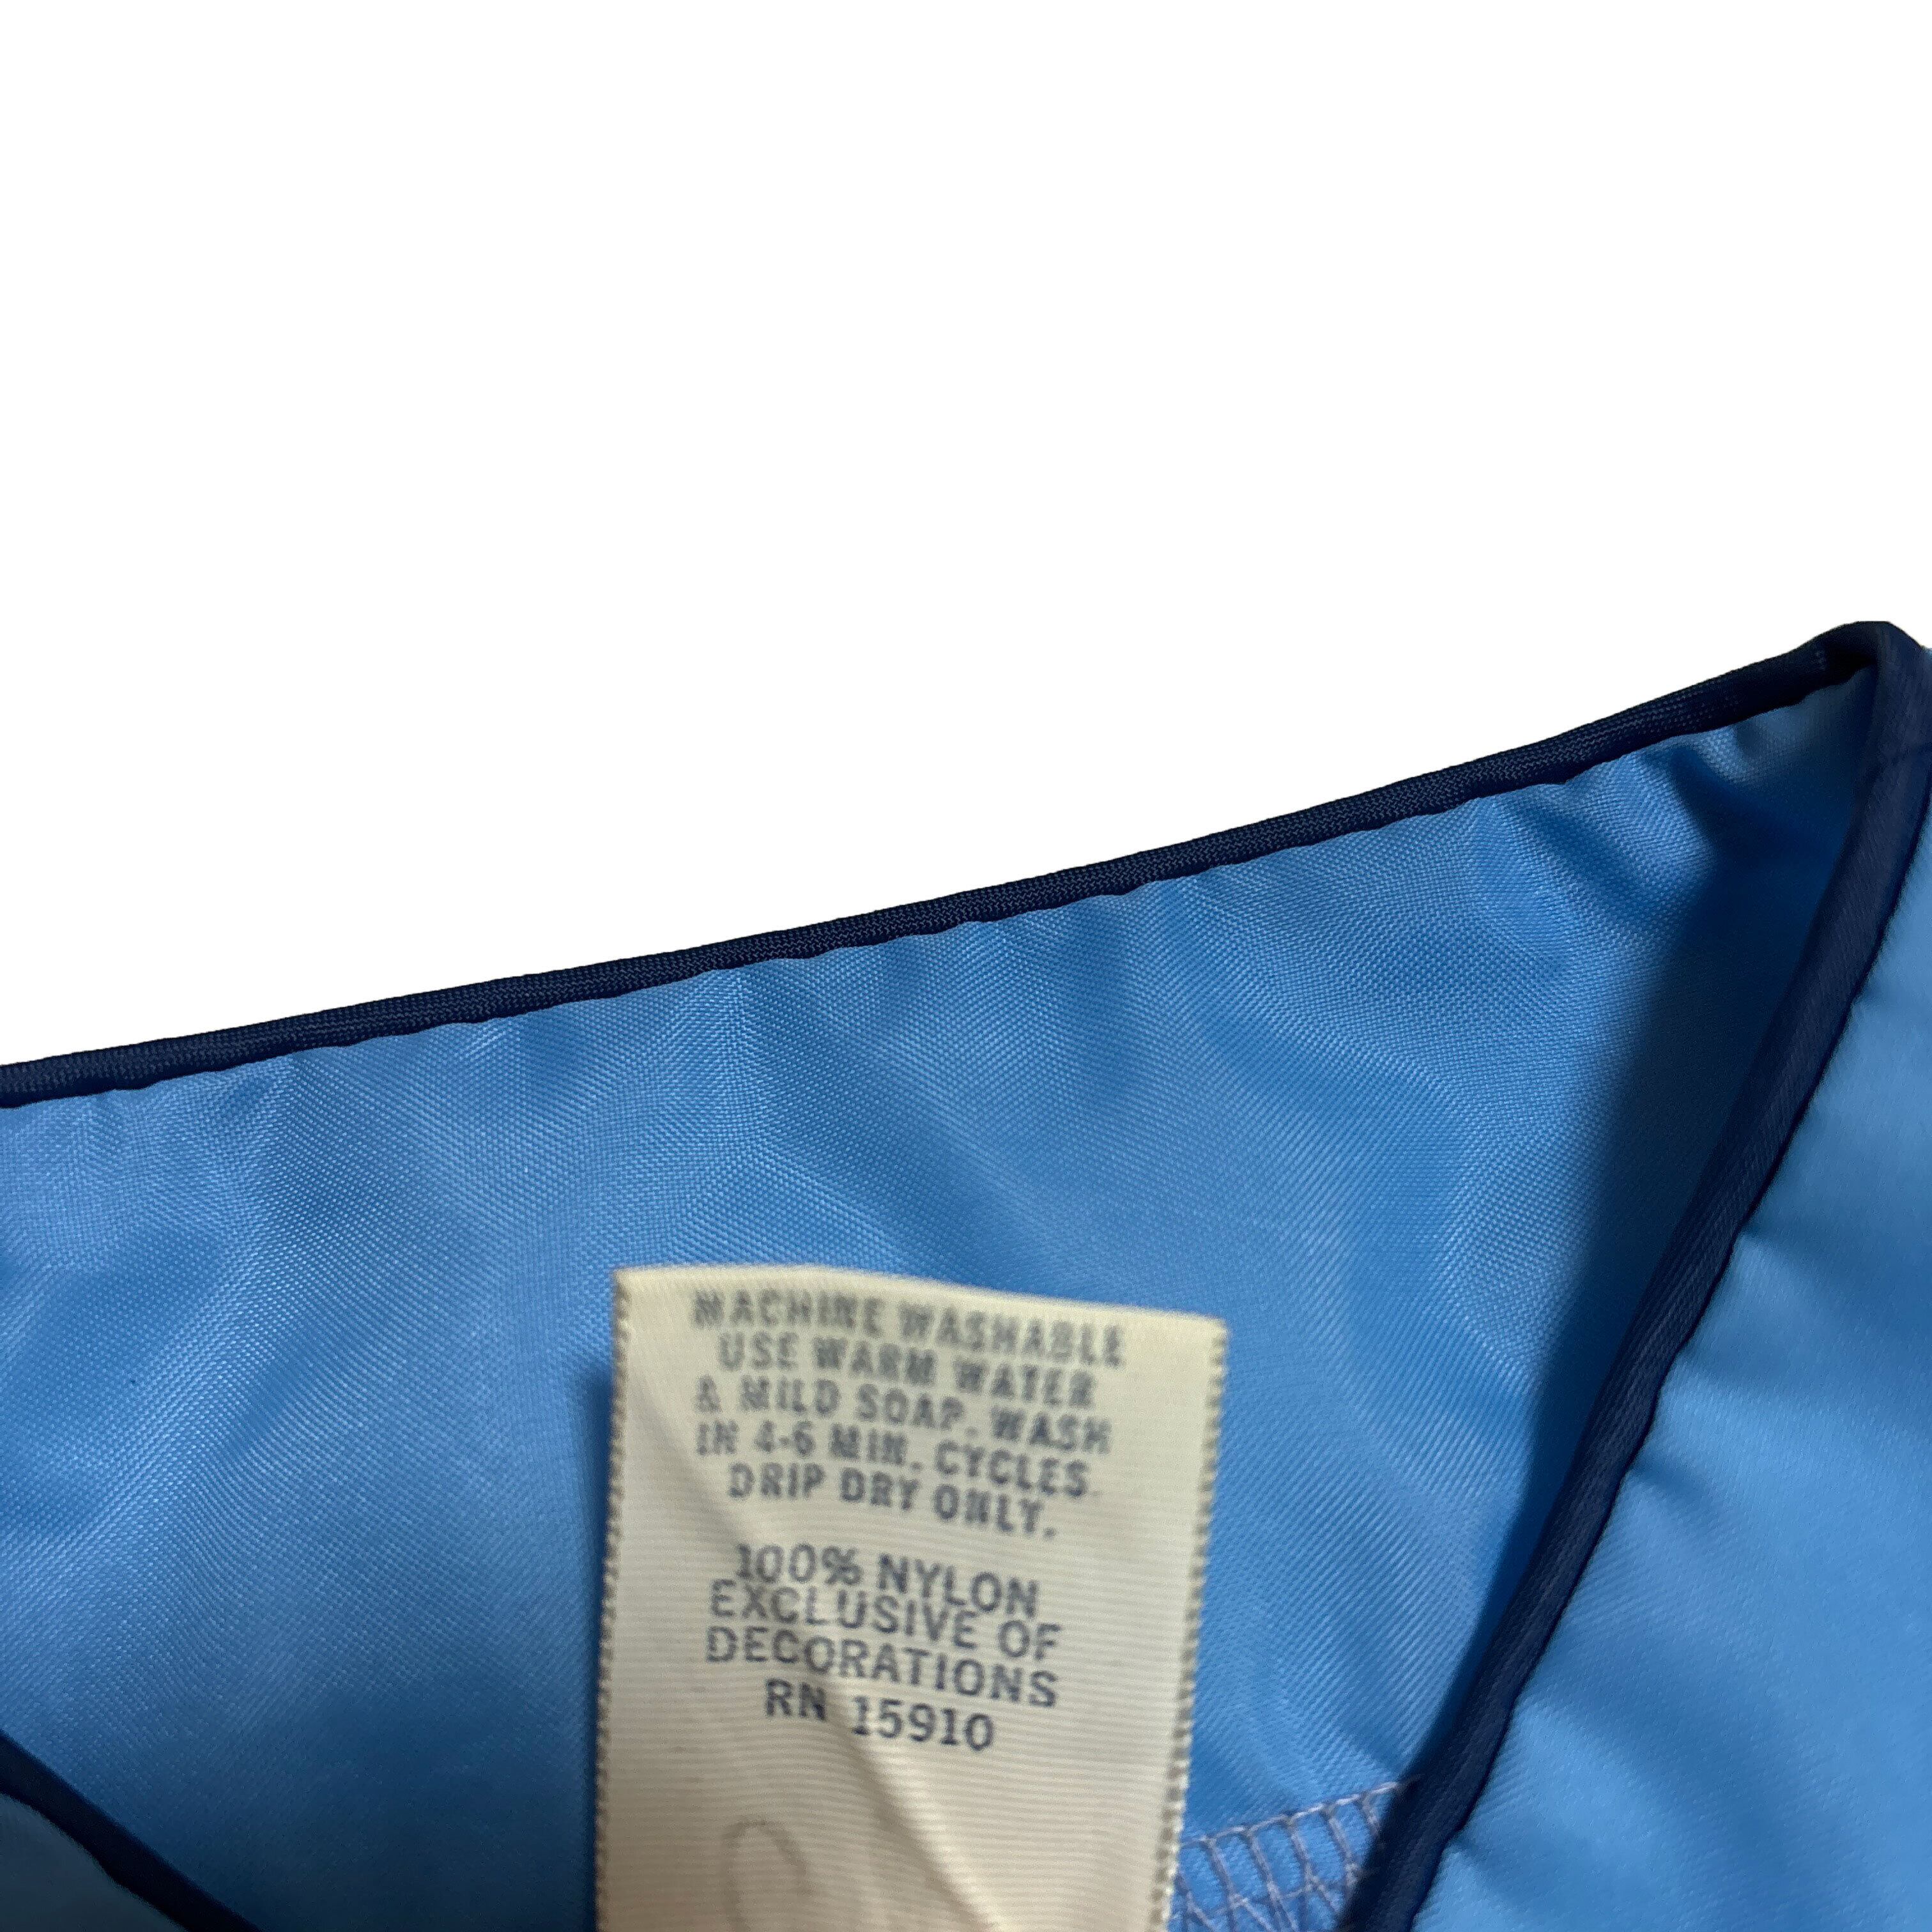 MACHINE WASHABLE
USE WARM WATER
& MILD SOAP. WASH
IN 4-6 MIN. CYCLES.
DRIP DRY ONLY.
100% NYLON
EXCLUSIVE OF
DECORATIONS
RN 15910